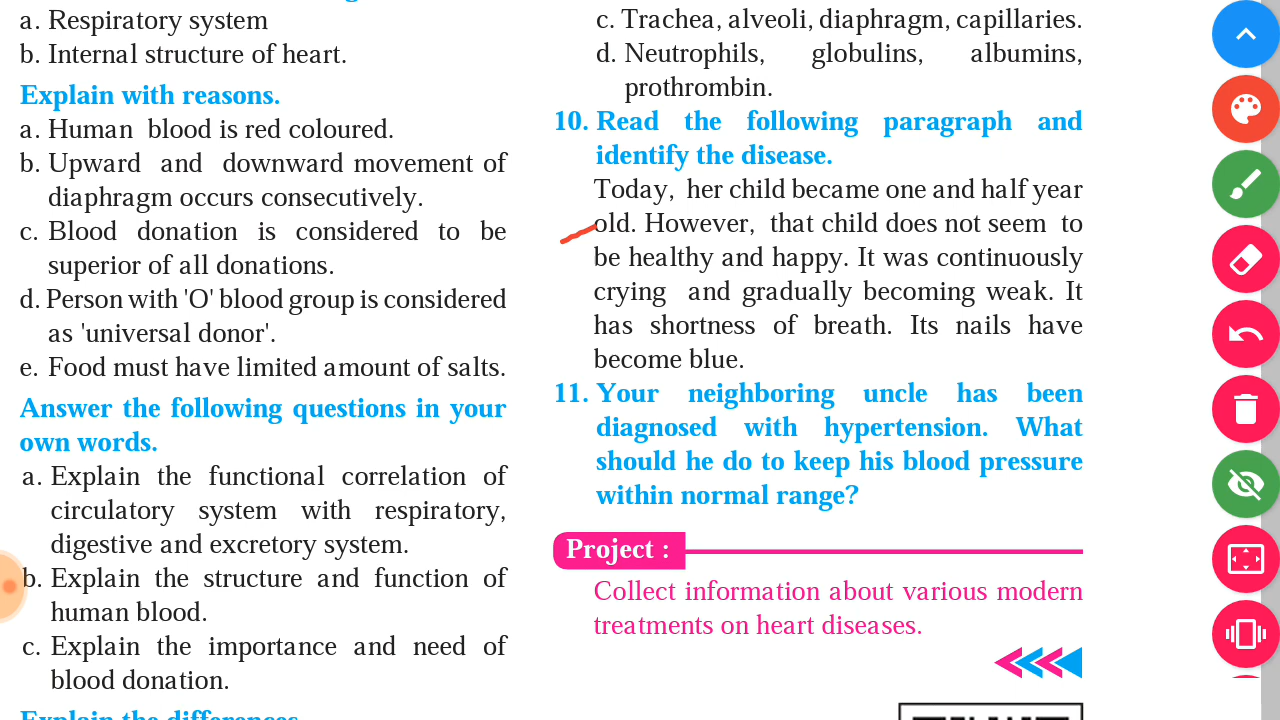 a. Respiratory system
b. Internal structure of heart.
Explain with reasons.
a. Human blood is red coloured.
b. Upward and downward movement of
diaphragm occurs consecutively.
c. Blood donation is considered to be
superior of all donations.
d. Person with 'O' blood group is considered
as 'universal donor'.
e. Food must have limited amount of salts.
Answer the following questions in your
own words.
a. Explain the functional correlation of
circulatory system with respiratory,
digestive and excretory system.
b. Explain the structure and function of
human blood.
c. Explain the importance and need of
blood donation.
Explain the differences
c. Trachea, alveoli, diaphragm, capillaries.
d. Neutrophils, globulins, albumins,
prothrombin.
10. Read the following paragraph and
identify the disease.
Today, her child became one and half year
old. However, that child does not seem to
be healthy and happy. It was continuously
crying and gradually becoming weak. It
has shortness of breath. Its nails have
become blue.
11. Your neighboring uncle has been
diagnosed with hypertension. What
should he do to keep his blood pressure
within normal range?
Project :
Collect information about various modern
treatments on heart diseases.